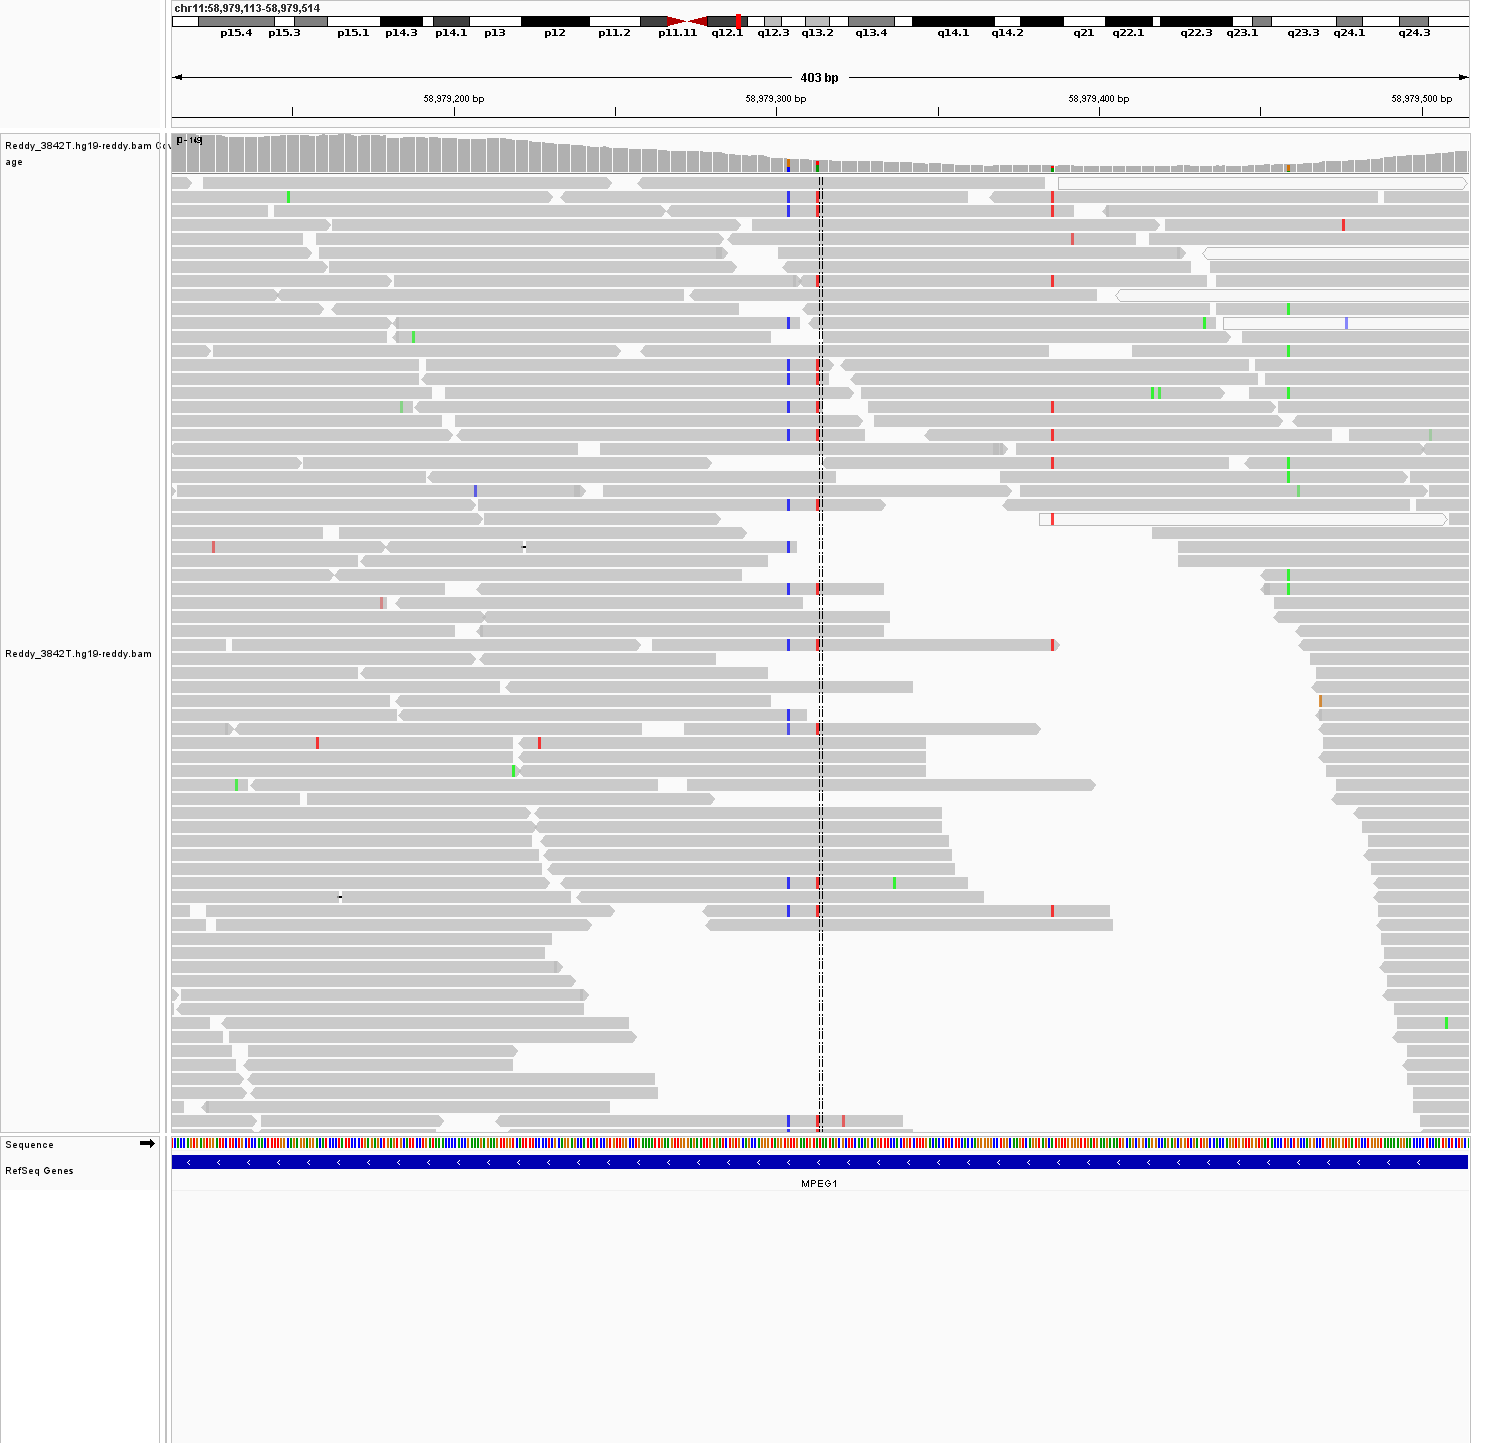 chr11:58,979,113-58,979,514
p15.4 p15.3 p15.1 p14.3 p14.1 p13 p12 p11.2 p11.11 q12.1 q12.3 q13.2 q13.4 q14.1 q14.2 q21 q22.1 q22.3 q23.1 q23.3 q24.1 q24.3
403 bp
58,979,200 bp 58,979,300 bp 58,979,400 bp 58,979,500 bp
Reddy_3842T.hg19-reddy.bam Cov
age
Reddy_3842T.hg19-reddy.bam
Sequence
RefSeq Genes
MPEG1